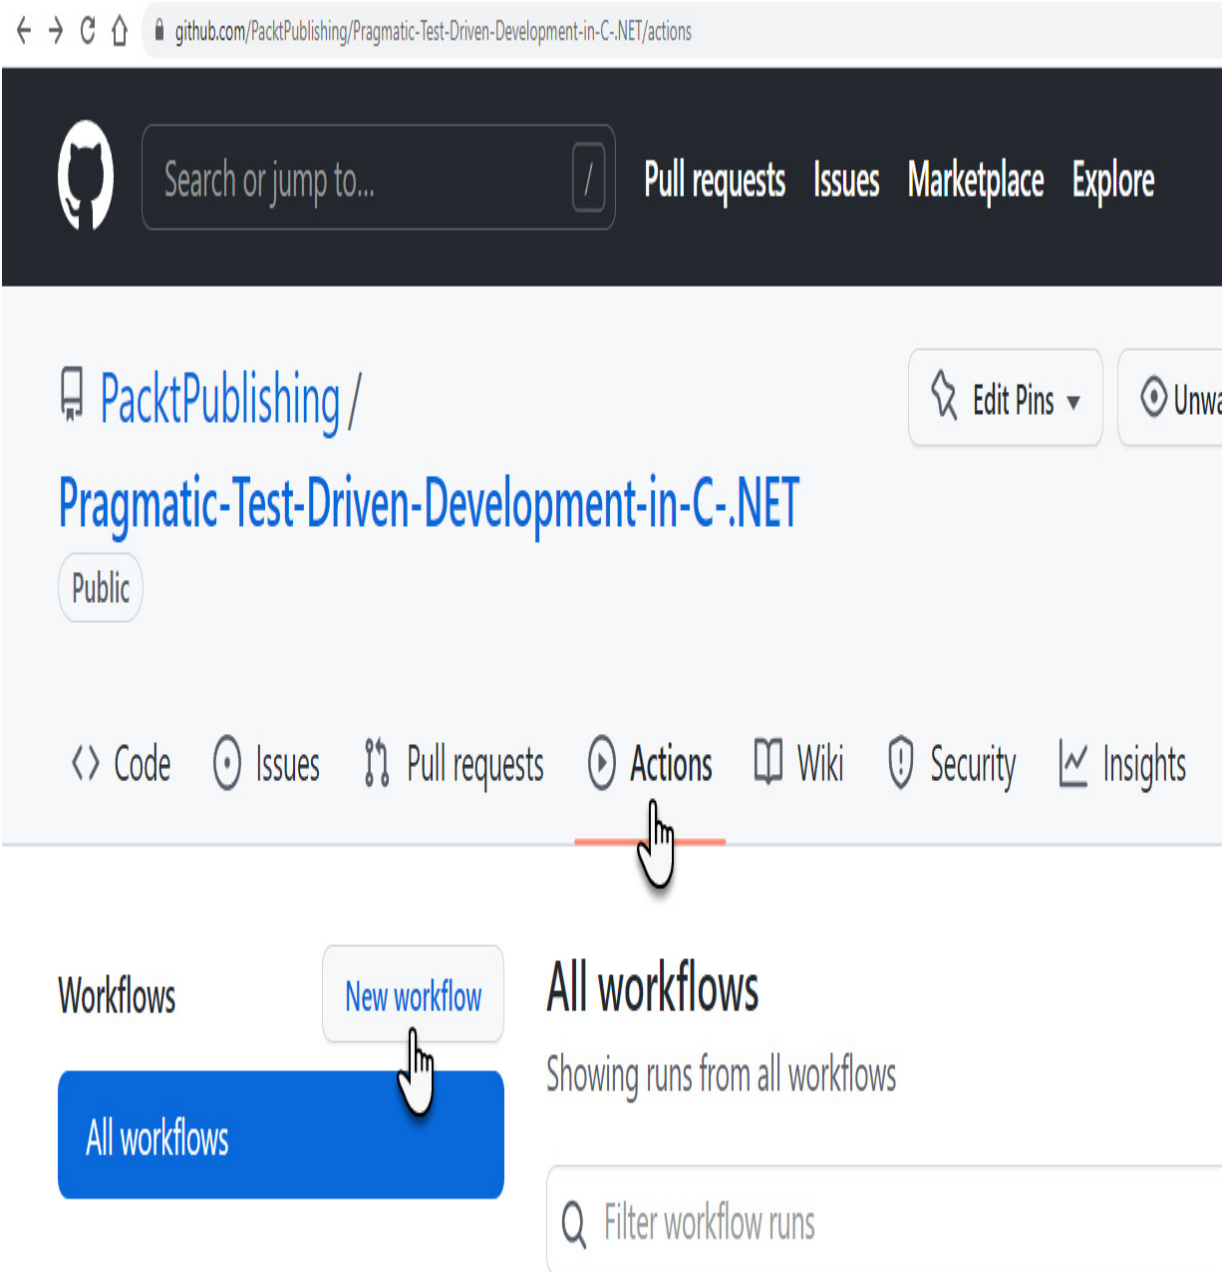 github.com/PacktPublishing/Pragmatic-Test-Driven-Development-in-C-.NET/actions
Search or jump to... / Pull requests Issues Marketplace Explore
PacktPublishing / Edit Pins Unwa
Pragmatic-Test-Driven-Development-in-C-.NET
Public
Code Issues Pull requests Actions Wiki Security Insights
Workflows New workflow All workflows
Showing runs from all workflows
All workflows
Filter workflow runs